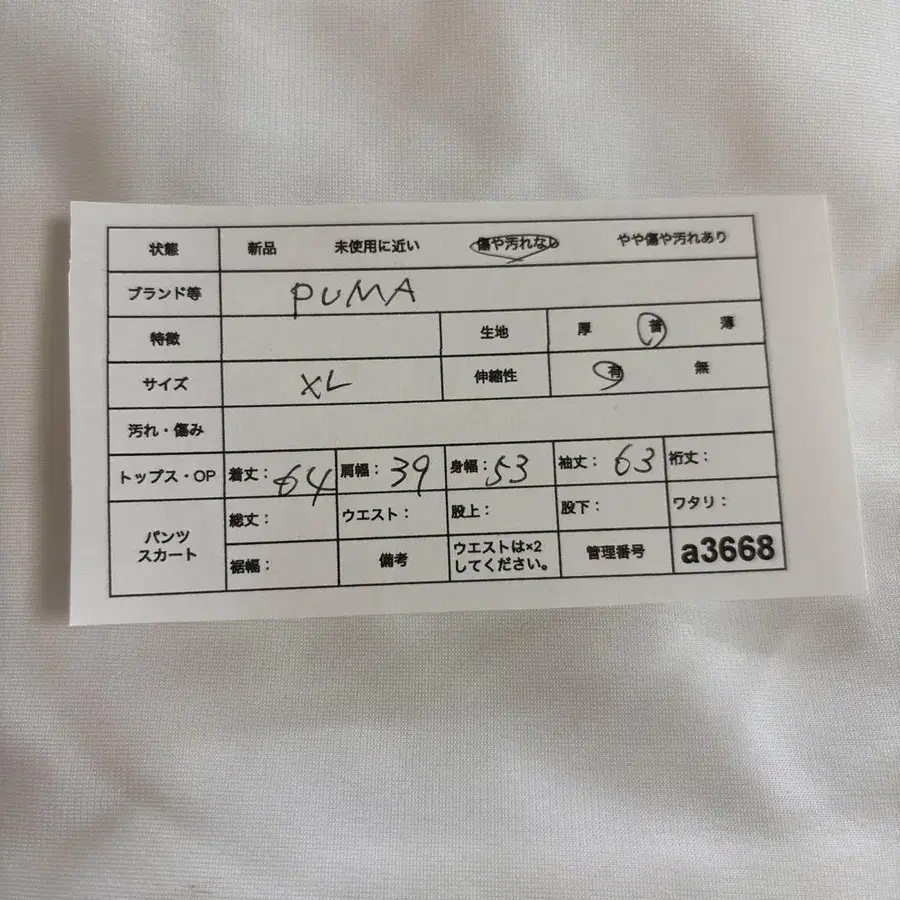 状態 新品 未使用に近い 傷や汚れなし やや傷や汚れあり
ブランド等 PUMA
特徴 生地 厚 普 薄
サイズ XL 伸縮性 有 無
汚れ・傷み
トップス・OP 着丈：64 肩幅：39 身幅：53 袖丈：63 裄丈：
パンツ
スカート
総丈： ウエスト： 股上： 股下： ワタリ：
裾幅： 備考 ウエストは×2
してください。 管理番号 a3668